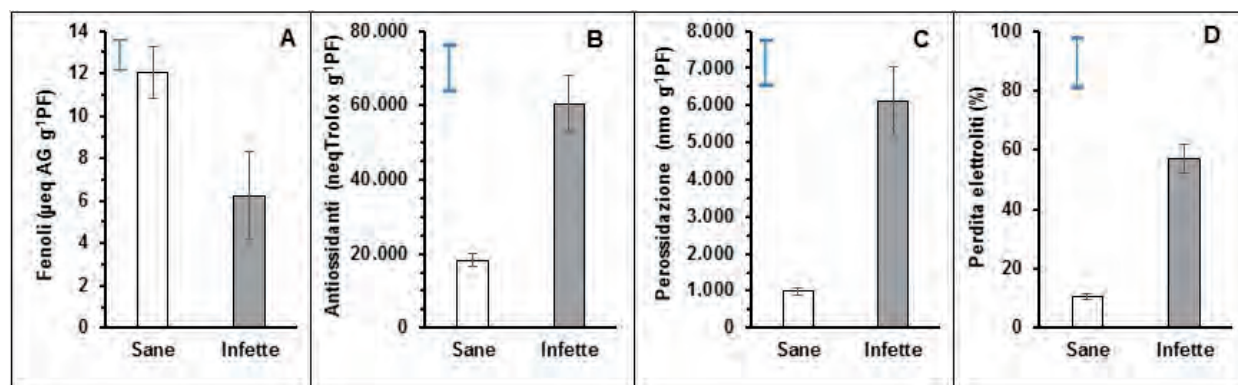 A
Fenoli (µeq AG g-1PF)
14
12
10
8
6
4
2
0
Sane Infette
B
Antiossidanti (neqTrolox g-1PF)
80.000
60.000
40.000
20.000
0
Sane Infette
C
Perossidazione (nmo g-1PF)
8.000
7.000
6.000
5.000
4.000
3.000
2.000
1.000
0
Sane Infette
D
Perdita elettroliti (%)
100
80
60
40
20
0
Sane Infette